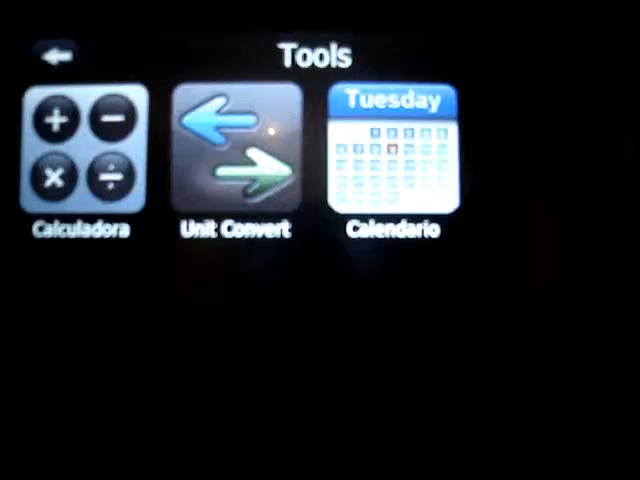 Tools
Tuesday
Calculadora
Unit Convert
Calendario